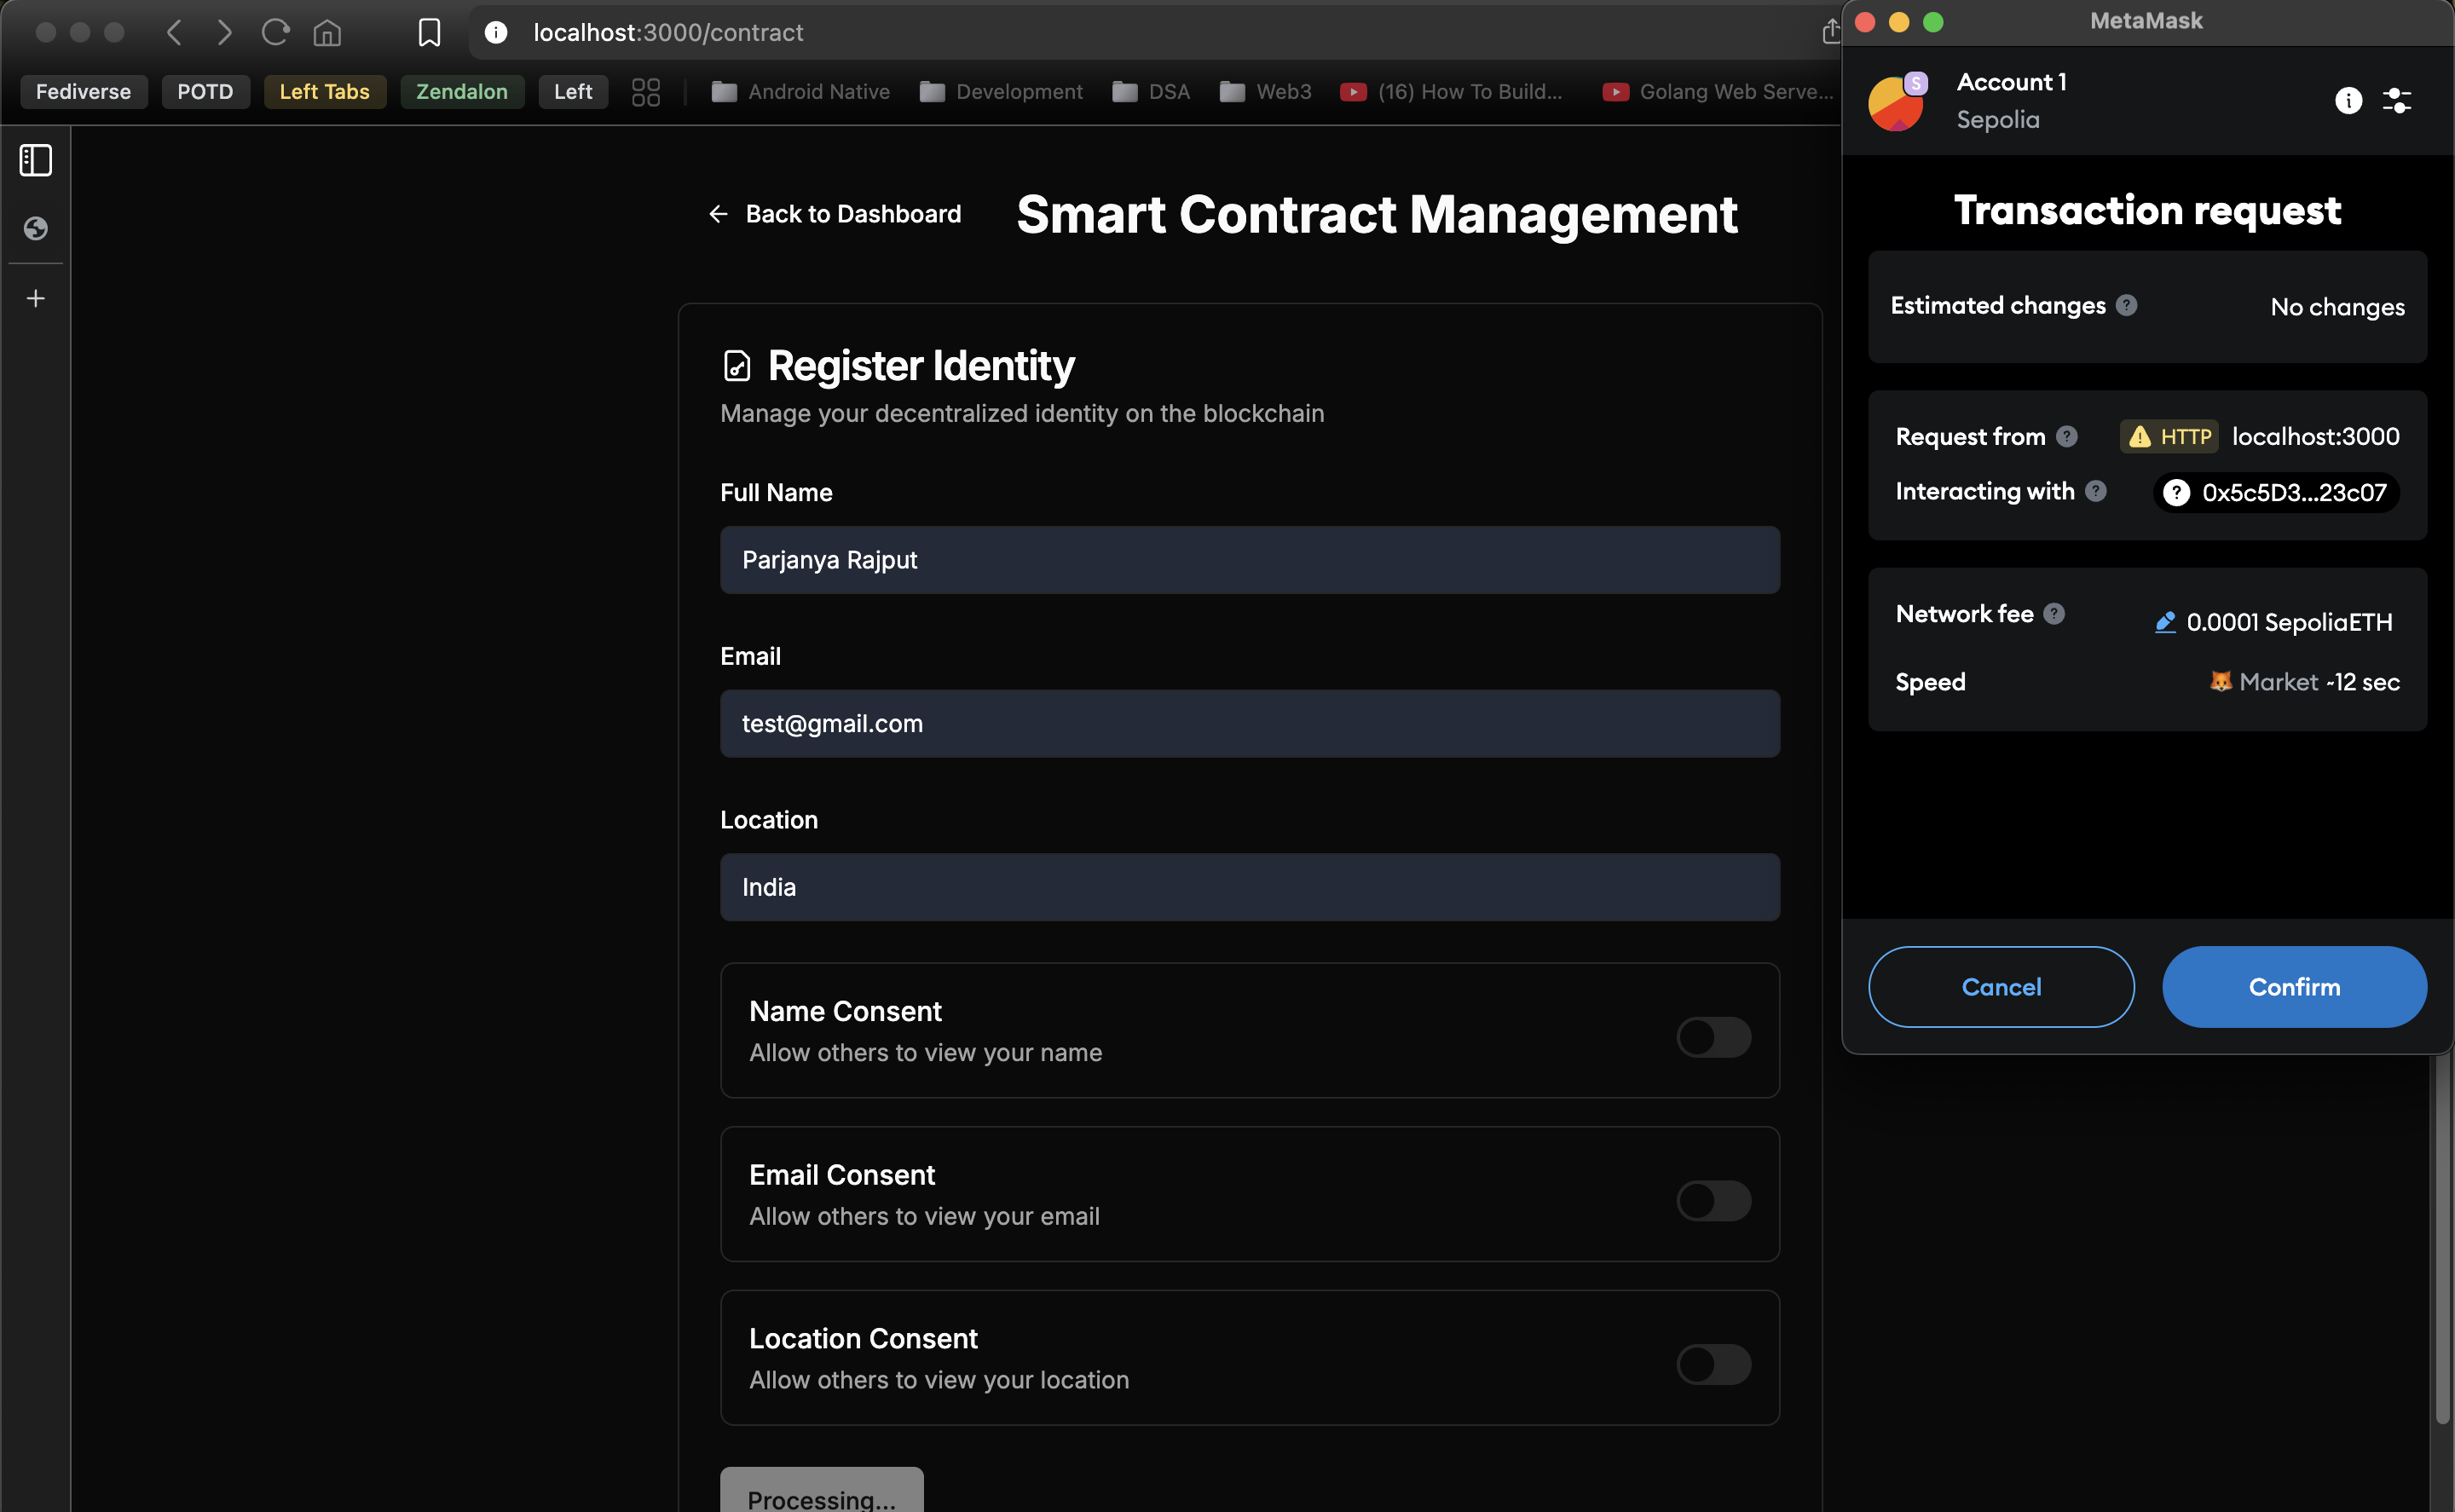 localhost:3000/contract
Fediverse
POTD
Left Tabs
Zendalon
Left
Android Native
Development
DSA
Web3
(16) How To Build...
Golang Web Serve...
Back to Dashboard
Smart Contract Management
Register Identity
Manage your decentralized identity on the blockchain
Full Name
Parjanya Rajput
Email
test@gmail.com
Location
India
Name Consent
Allow others to view your name
Email Consent
Allow others to view your email
Location Consent
Allow others to view your location
Processing...
MetaMask
S
Account 1
Sepolia
Transaction request
Estimated changes ? No changes
Request from ? HTTP localhost:3000
Interacting with ? ? 0x5c5D3...23c07
Network fee ? 0.0001 SepoliaETH
Speed Market ~12 sec
Cancel
Confirm